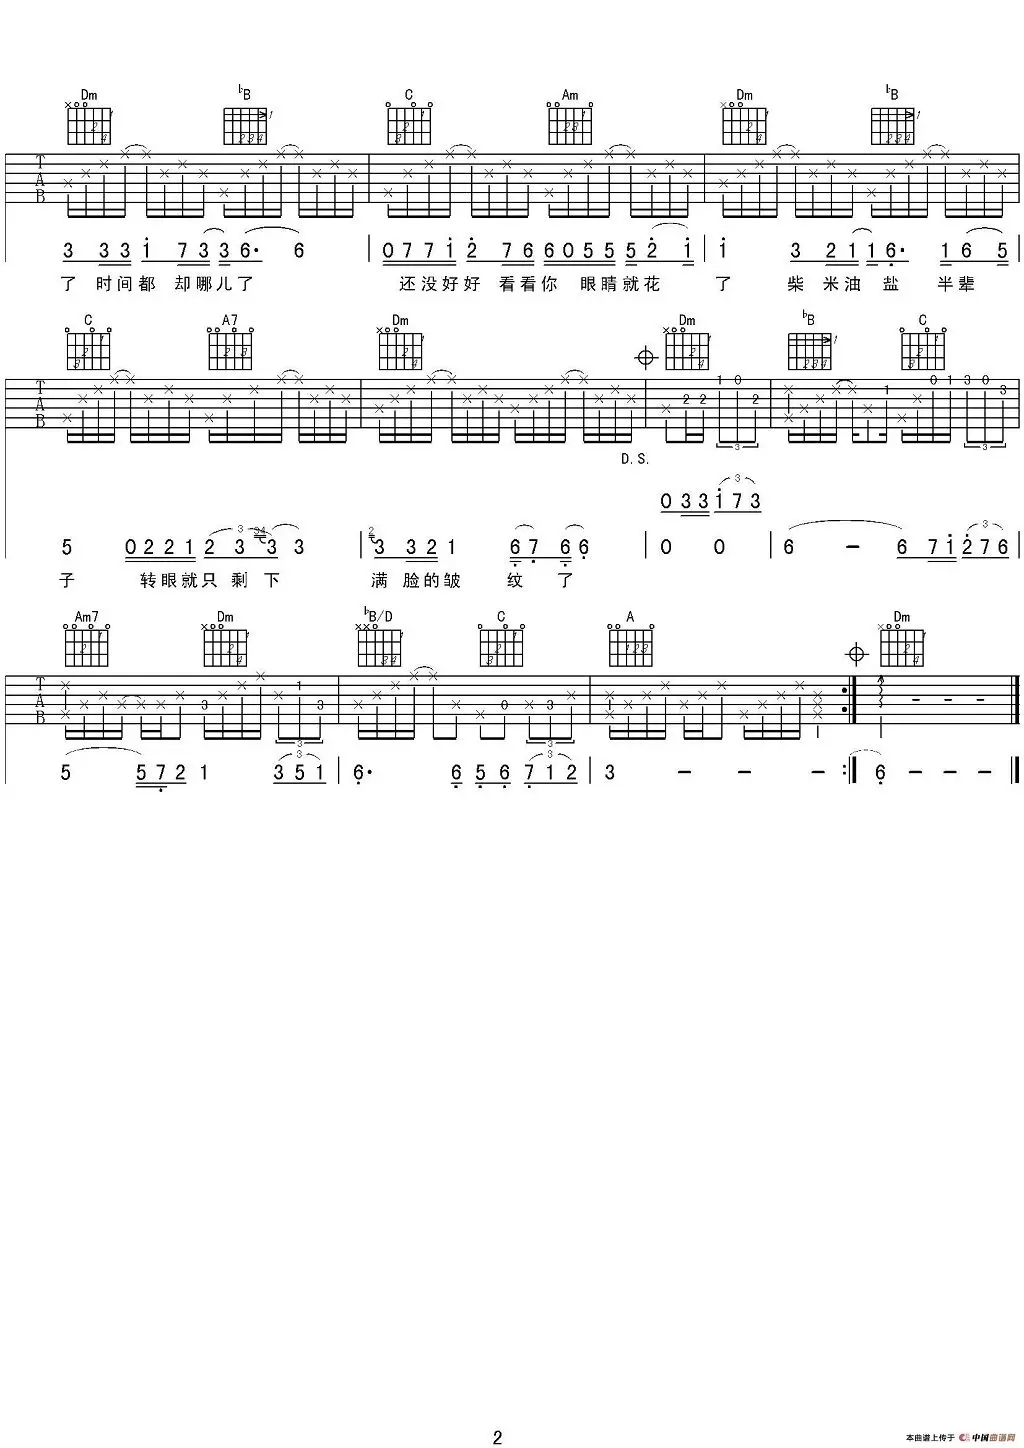 Dm ♭B C Am Dm ♭B
T A B
3 3 3 i 7 3 3 6· 6 | 0 7 7 i 2 7 6 6 0 5 5 5 5 2 i | i 3 2 i i 6· i 6 5
了 时间都 却哪儿了 还没好好 看看你 眼睛就花 了 柴 米油 盐 半辈
C A7 Dm Dm ♭B C
T A B
1 0 2 2 2 1 0 1 3 0 3
3 3
D.S.
0 3 3 i 7 3
5 0 2 2 1 2 3 34 3 3 | 2 3 3 2 1 6 7 6 6 | 0 0 | 6 - 6 7 i 2 7 6
子 转眼就只 剩 下 满 脸的皱 纹 了
Am7 Dm ♭B/D C A Dm
T A B
3 1 3 0 3
3 3
5 5 7 2 1 3 5 1 | 6· 6 5 6 7 1 2 | 3 - - - :| 6 - - -
2
本曲谱上传于 中国曲谱网